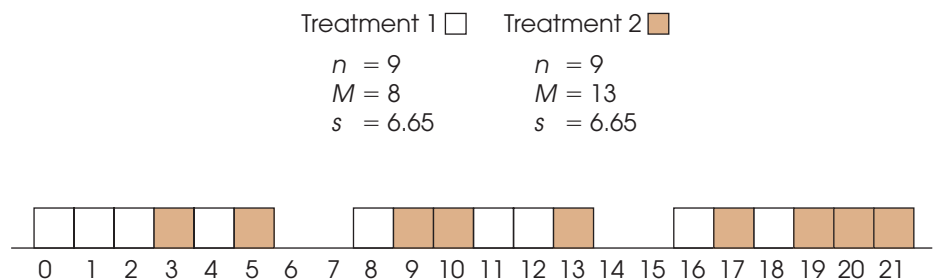 Treatment 1 Treatment 2
n = 9 n = 9
M = 8 M = 13
s = 6.65 s = 6.65
0 1 2 3 4 5 6 7 8 9 10 11 12 13 14 15 16 17 18 19 20 21